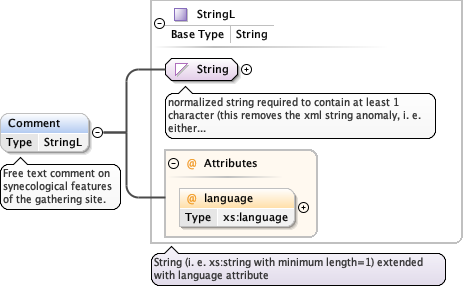 StringL
Base Type String
String
normalized string required to contain at least 1
character (this removes the xml string anomaly, i. e.
either...
Comment
Type StringL
Free text comment on
synecological features
of the gathering site.
@ Attributes
@ language
Type xs:language
String (i. e. xs:string with minimum length=1) extended
with language attribute